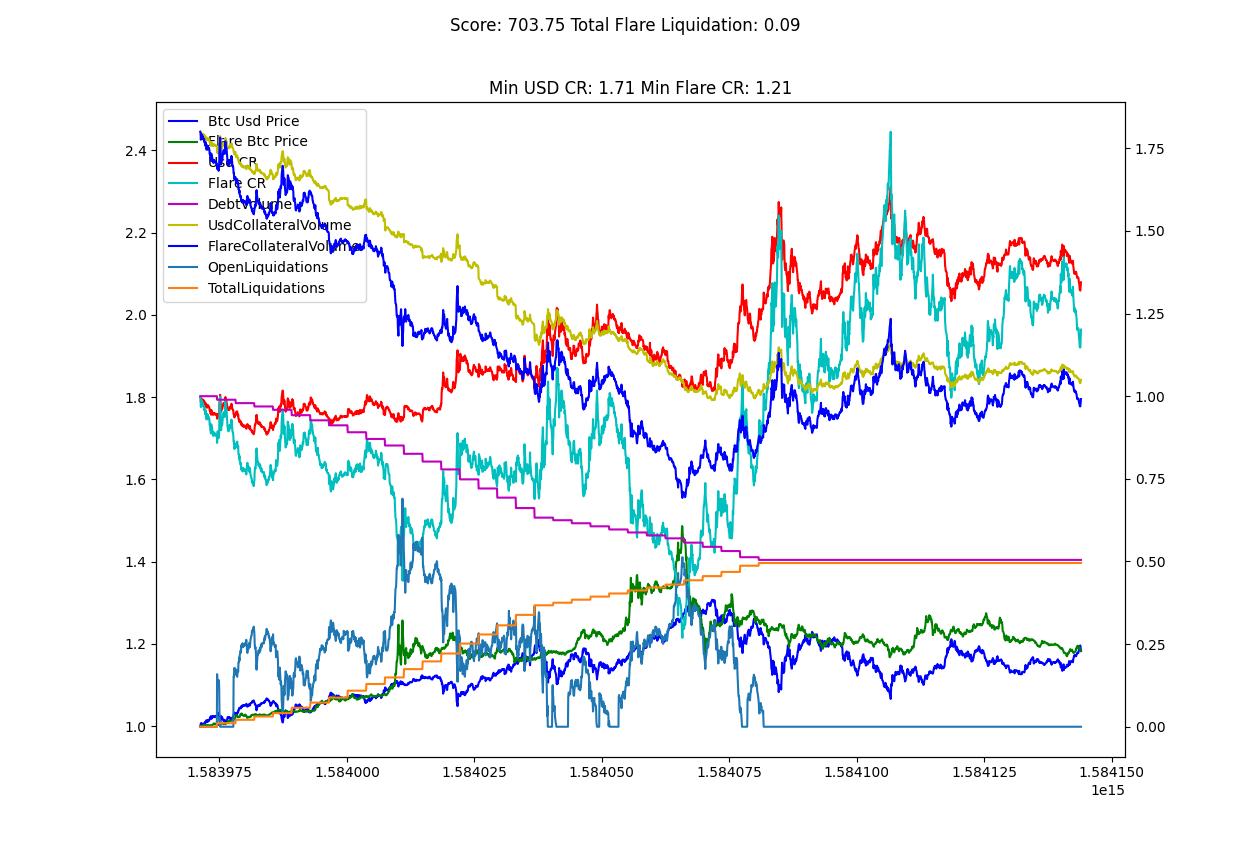 Score: 703.75 Total Flare Liquidation: 0.09
Min USD CR: 1.71 Min Flare CR: 1.21
Btc Usd Price
Flare Btc Price
Usd CR
Flare CR
DebtVolume
UsdCollateralVolume
FlareCollateralVolume
OpenLiquidations
TotalLiquidations
2.4
2.2
2.0
1.8
1.6
1.4
1.2
1.0
1.75
1.50
1.25
1.00
0.75
0.50
0.25
0.00
1.583975 1.584000 1.584025 1.584050 1.584075 1.584100 1.584125 1.584150
1e15